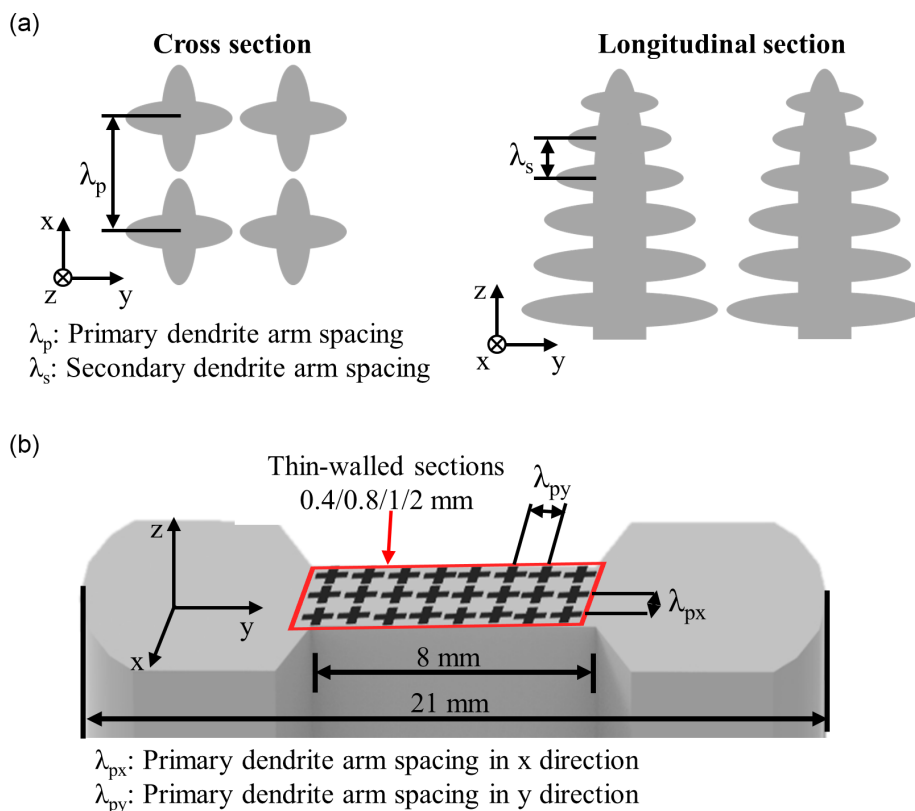 (a)
Cross section
Longitudinal section
λp
λs
x
z
y
z
x
y
λp: Primary dendrite arm spacing
λs: Secondary dendrite arm spacing
(b)
Thin-walled sections
0.4/0.8/1/2 mm
λpy
z
y
x
λpx
8 mm
21 mm
λpx: Primary dendrite arm spacing in x direction
λpy: Primary dendrite arm spacing in y direction